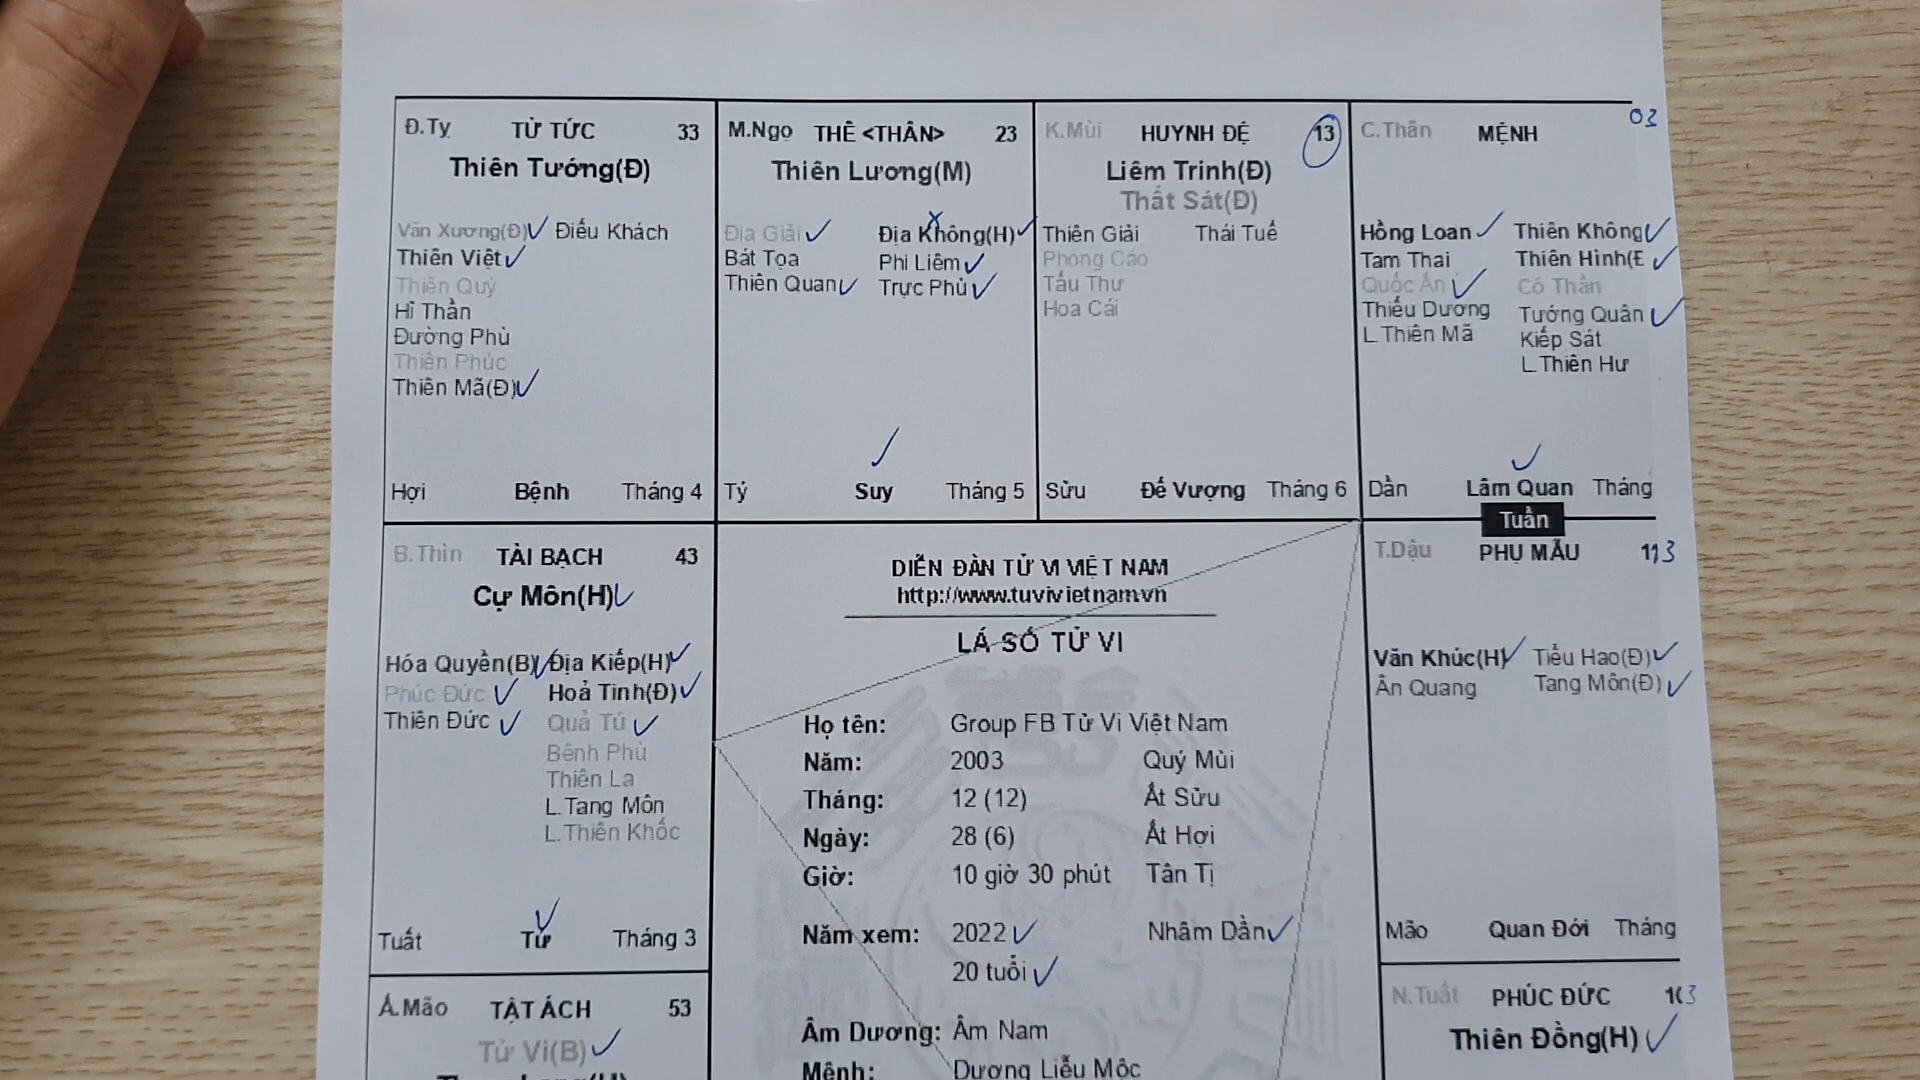 Đ.Tỵ TỬ TỨC 33
Thiên Tướng(Đ)
Văn Xương(Đ) Điếu Khách
Thiên Việt
Thiên Quý
Hỉ Thần
Đường Phù
Thiên Phúc
Thiên Mã(Đ)
Hợi Bệnh Tháng 4
M.Ngọ THÊ <THÂN> 23
Thiên Lương(M)
Địa Giải Địa Không(H)
Bát Tọa Phi Liêm
Thiên Quan Trực Phù
Tý Suy Tháng 5
K.Mùi HUYNH ĐỆ 13
Liêm Trinh(Đ)
Thất Sát(Đ)
Thiên Giải Thái Tuế
Phong Cáo
Tấu Thư
Hoa Cái
Sửu Đế Vượng Tháng 6
C.Thân MỆNH 03
Hồng Loan Thiên Không
Tam Thai Thiên Hình(Đ
Quốc Ấn Cô Thần
Thiếu Dương Tướng Quân
L.Thiên Mã Kiếp Sát
L.Thiên Hư
Dần Lâm Quan Tháng
Tuần
B.Thìn TÀI BẠCH 43
Cự Môn(H)
Hóa Quyền(B) Địa Kiếp(H)
Phúc Đức Hoả Tinh(Đ)
Thiên Đức Quả Tú
Bệnh Phù
Thiên La
L.Tang Môn
L.Thiên Khốc
Tuất Tử Tháng 3
DIỄN ĐÀN TỬ VI VIỆT NAM
http://www.tuvivietnam.vn
LÁ SỐ TỬ VI
Họ tên: Group FB Tử Vi Việt Nam
Năm: 2003 Quý Mùi
Tháng: 12 (12) Ất Sửu
Ngày: 28 (6) Ất Hợi
Giờ: 10 giờ 30 phút Tân Tị
Năm xem: 2022 Nhâm Dần
20 tuổi
Âm Dương: Âm Nam
Mệnh: Dương Liễu Mộc
T.Dậu PHỤ MẪU 113
Văn Khúc(H) Tiểu Hao(Đ)
Ân Quang Tang Môn(Đ)
Mão Quan Đới Tháng
Á.Mão TẬT ÁCH 53
Tử Vi(B)
N.Tuất PHÚC ĐỨC 103
Thiên Đồng(H)